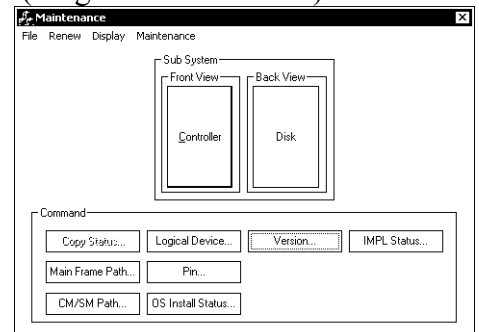 Maintenance
File Renew Display Maintenance
Sub System
Front View Back View
Controller Disk
Command
Copy Status... Logical Device... Version... IMPL Status...
Main Frame Path... Pin...
CM/SM Path... OS Install Status...